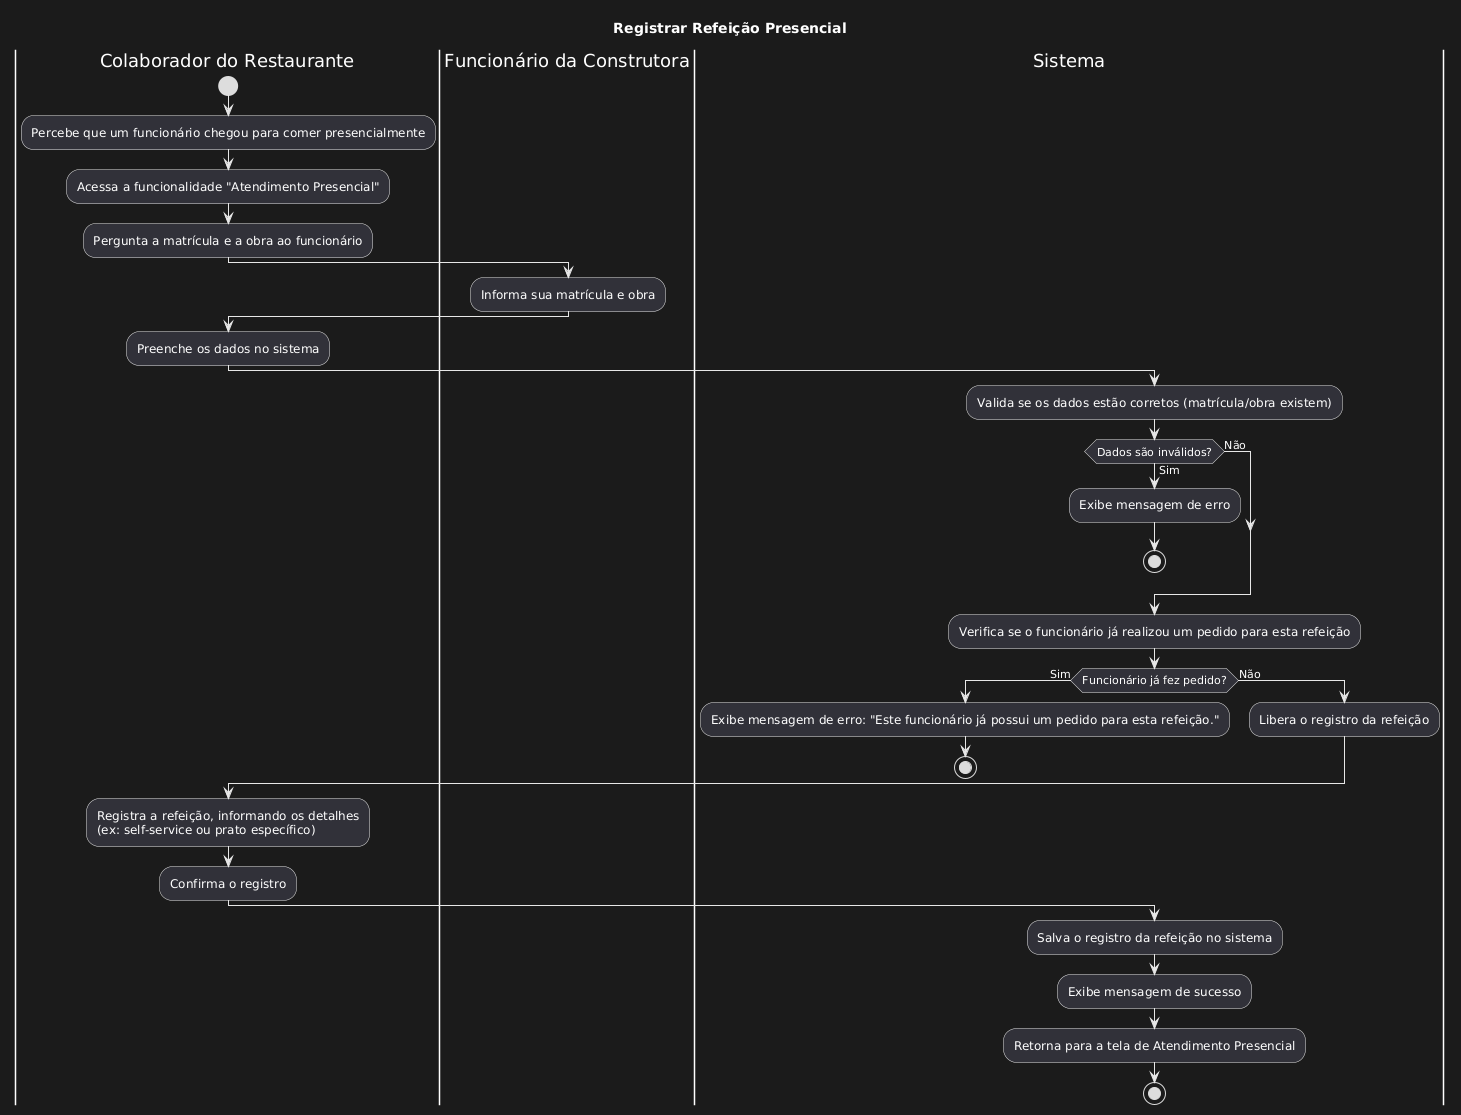 Registrar Refeição Presencial
Colaborador do Restaurante
Funcionário da Construtora
Sistema
Percebe que um funcionário chegou para comer presencialmente
Acessa a funcionalidade "Atendimento Presencial"
Pergunta a matrícula e a obra ao funcionário
Informa sua matrícula e obra
Preenche os dados no sistema
Valida se os dados estão corretos (matrícula/obra existem)
Dados são inválidos?
Não
Sim
Exibe mensagem de erro
Verifica se o funcionário já realizou um pedido para esta refeição
Sim
Funcionário já fez pedido?
Não
Exibe mensagem de erro: "Este funcionário já possui um pedido para esta refeição."
Libera o registro da refeição
Registra a refeição, informando os detalhes
(ex: self-service ou prato específico)
Confirma o registro
Salva o registro da refeição no sistema
Exibe mensagem de sucesso
Retorna para a tela de Atendimento Presencial